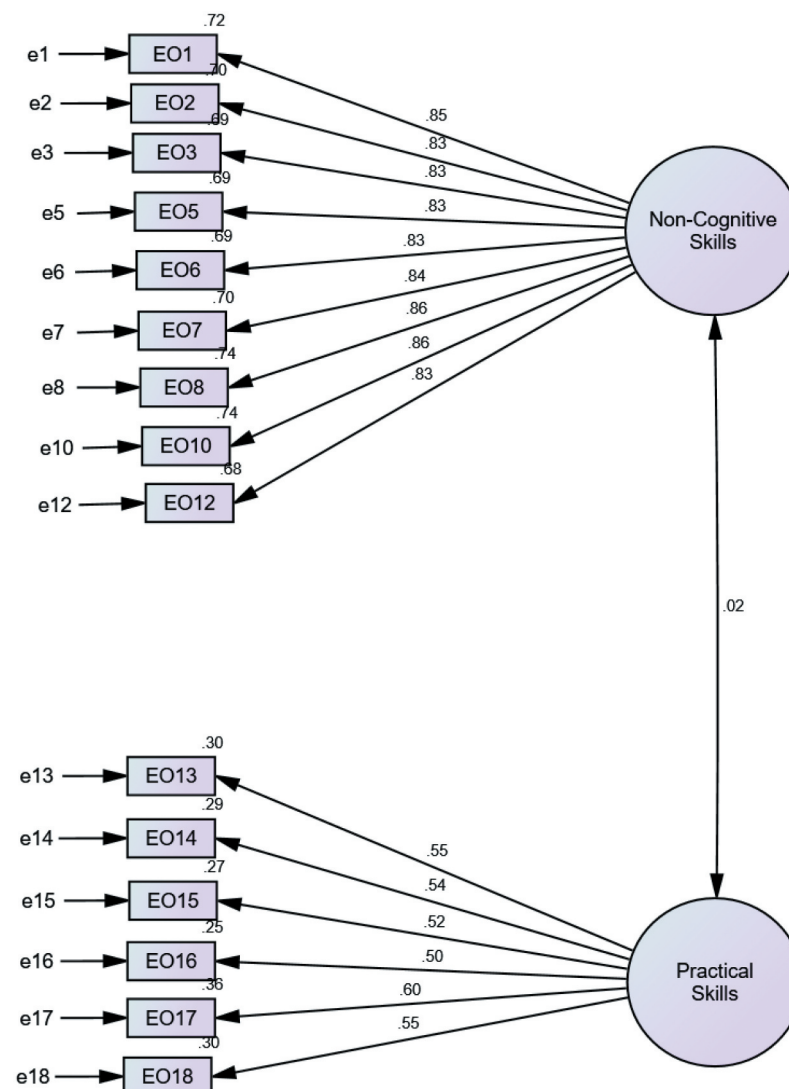 .72
e1 EO1
.70
e2 EO2
.85
.69
e3 EO3
.83
.83
.69
e5 EO5
.83
Non-Cognitive
Skills
.69
e6 EO6
.83
.84
.70
e7 EO7
.86
.74
e8 EO8
.86
.83
.74
e10 EO10
.68
e12 EO12
.02
.30
e13 EO13
.29
e14 EO14
.55
.27
e15 EO15
.54
.52
.25
e16 EO16
.50
Practical
Skills
.36
e17 EO17
.60
.55
.30
e18 EO18